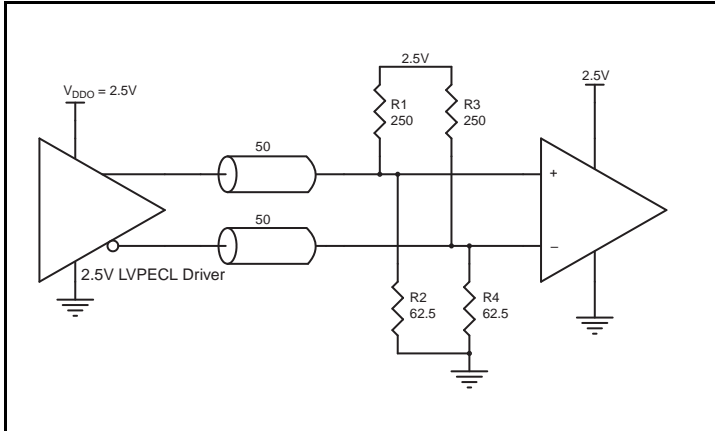 2.5V
V_DDO = 2.5V
2.5V
R1
250
R3
250
50
+
50
–
2.5V LVPECL Driver
R2
62.5
R4
62.5